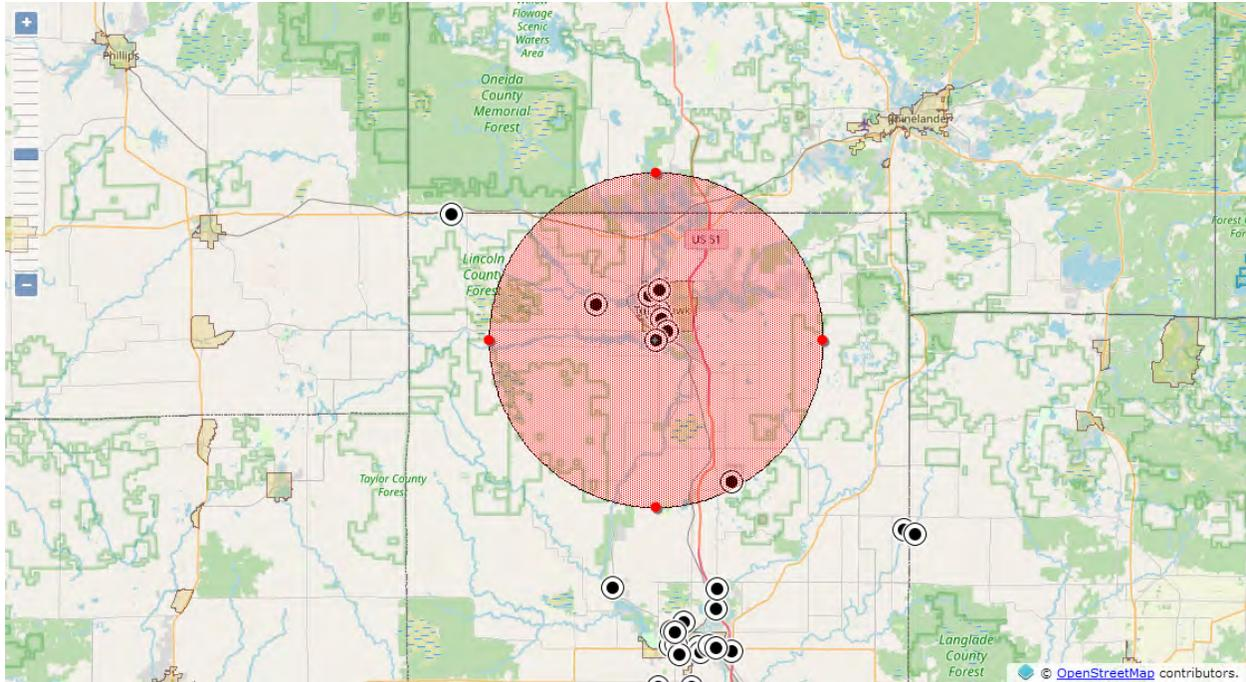 Flowage
Scenic
Waters
Area
Phillips
Oneida
County
Memorial
Forest
Rhinelander
US 51
Lincoln
County
Forest
Taylor County
Forest
Langlade
County
Forest
© OpenStreetMap contributors.